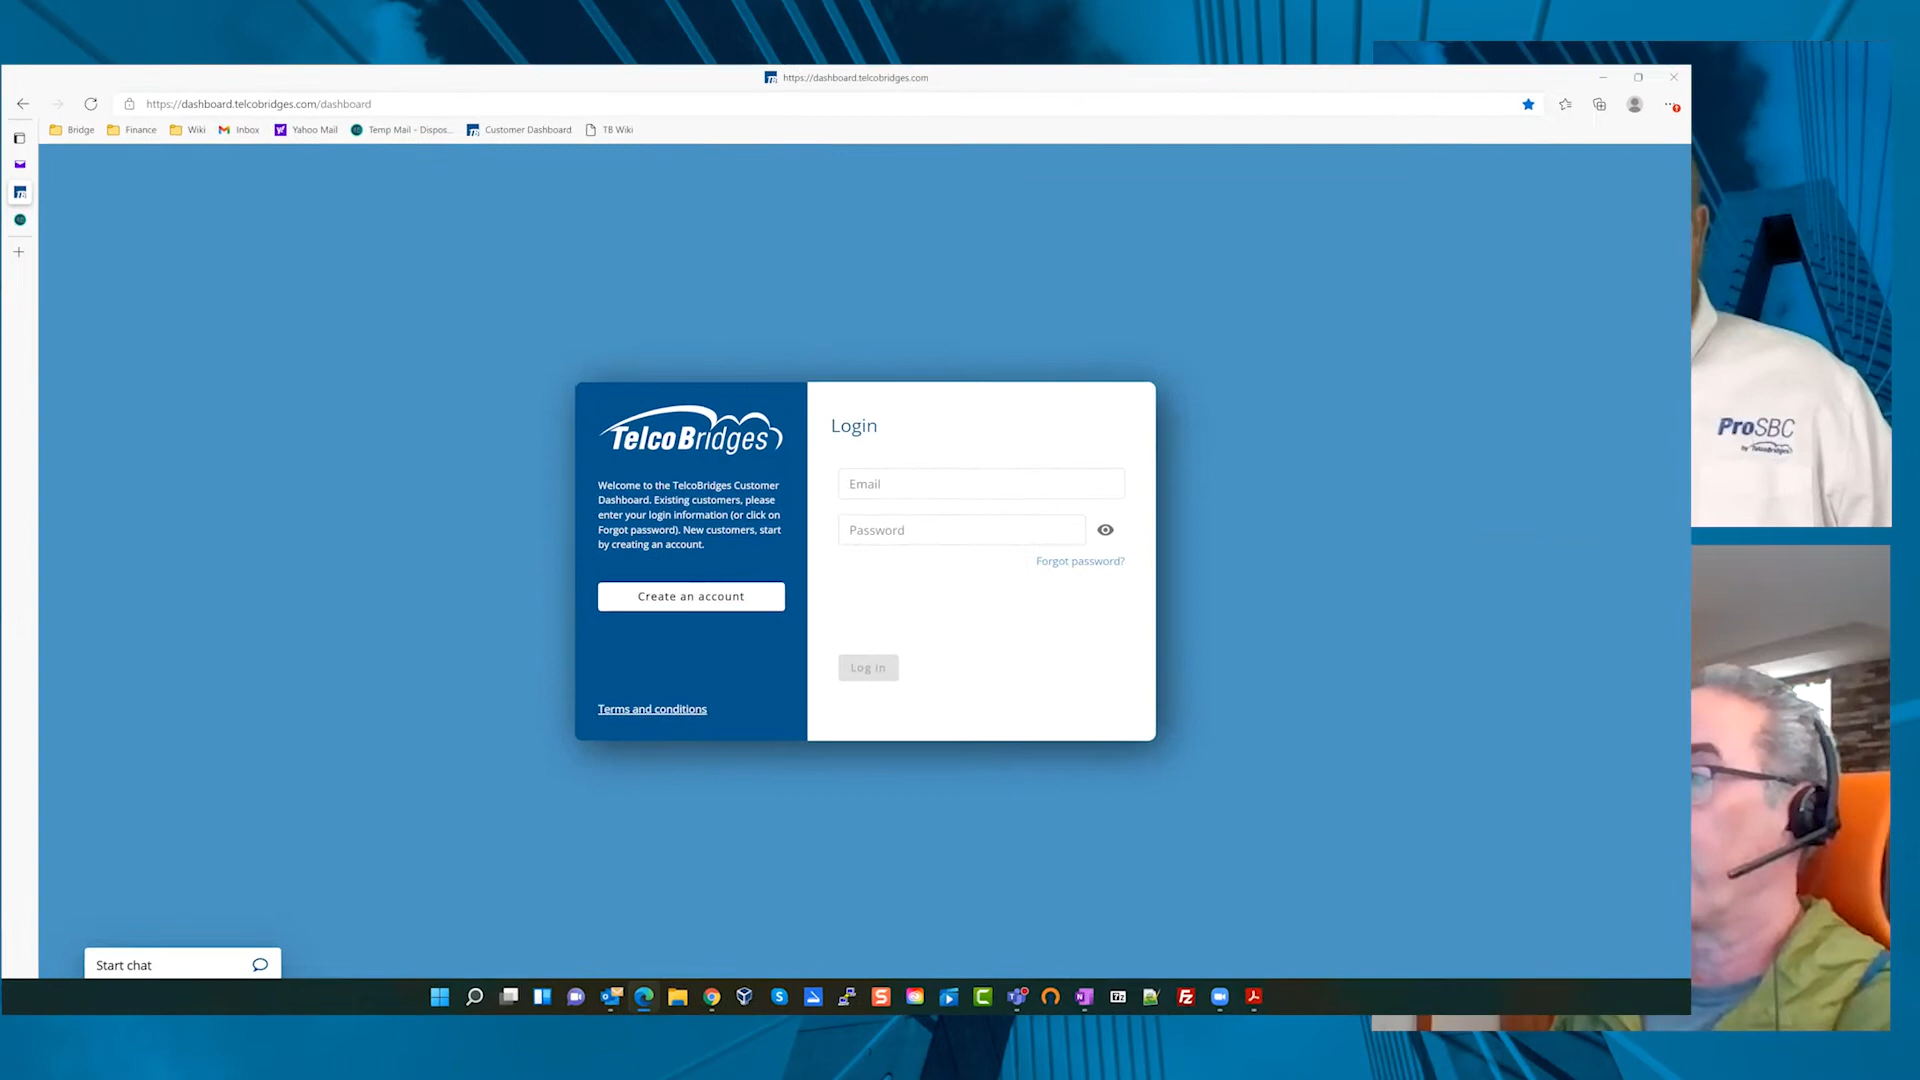 https://dashboard.telcobridges.com
https://dashboard.telcobridges.com/dashboard
Bridge
Finance
Wiki
Inbox
Yahoo Mail
Temp Mail - Dispos...
Customer Dashboard
TB Wiki
TelcoBridges
Welcome to the TelcoBridges Customer
Dashboard. Existing customers, please
enter your login information (or click on
Forgot password). New customers, start
by creating an account.
Create an account
Terms and conditions
Login
Email
Password
Forgot password?
Log in
ProSBC
by TelcoBridges
Start chat